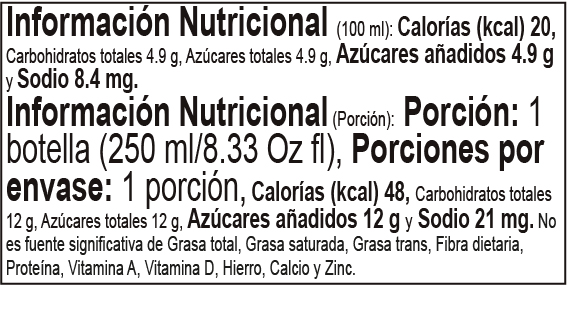 Información Nutricional (100 ml): Calorías (kcal) 20,
Carbohidratos totales 4.9 g, Azúcares totales 4.9 g, Azúcares añadidos 4.9 g
y Sodio 8.4 mg.
Información Nutricional (Porción): Porción: 1
botella (250 ml/8.33 Oz fl), Porciones por
envase: 1 porción, Calorías (kcal) 48, Carbohidratos totales
12 g, Azúcares totales 12 g, Azúcares añadidos 12 g y Sodio 21 mg. No
es fuente significativa de Grasa total, Grasa saturada, Grasa trans, Fibra dietaria,
Proteína, Vitamina A, Vitamina D, Hierro, Calcio y Zinc.